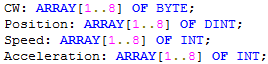 CW: ARRAY[1..8] OF BYTE;
Position: ARRAY[1..8] OF DINT;
Speed: ARRAY[1..8] OF INT;
Acceleration: ARRAY[1..8] OF INT;